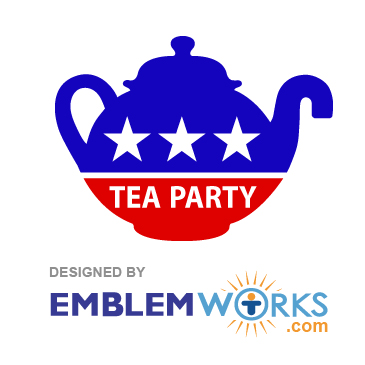 TEA PARTY
DESIGNED BY
EMBLEMWORKS
.com